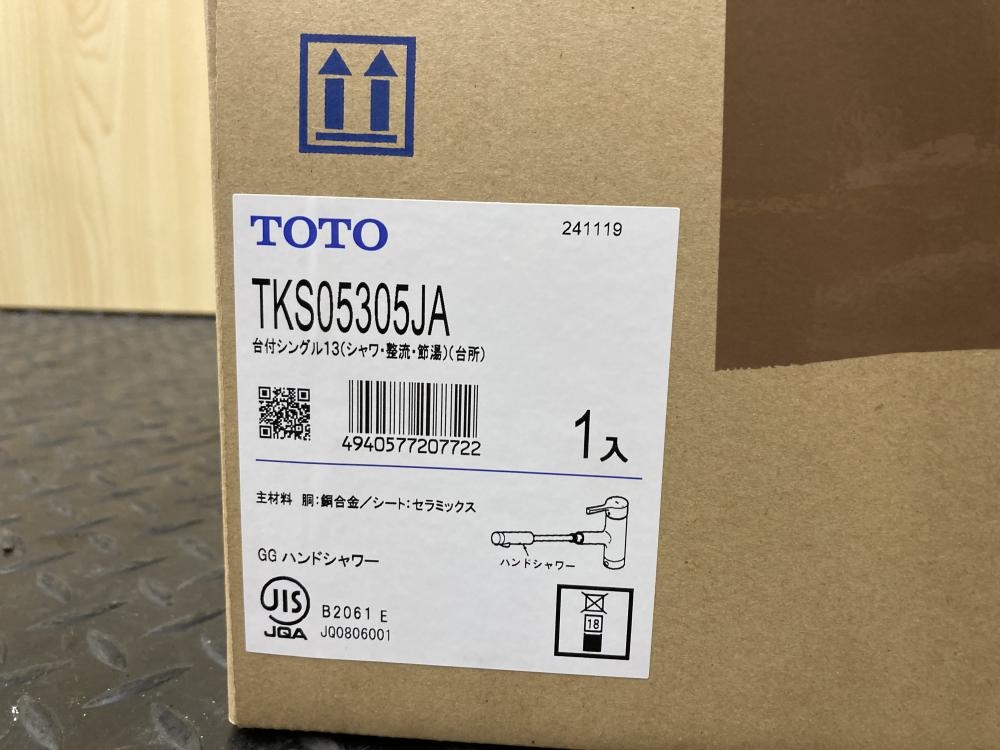 TOTO
241119
TKS05305JA
台付シングル13(シャワ・整流・節湯)(台所)
4940577207722
1入
主材料 胴:銅合金/シート:セラミックス
ハンドシャワー
GG ハンドシャワー
JIS
JQA
B2061 E
JQ0806001
18